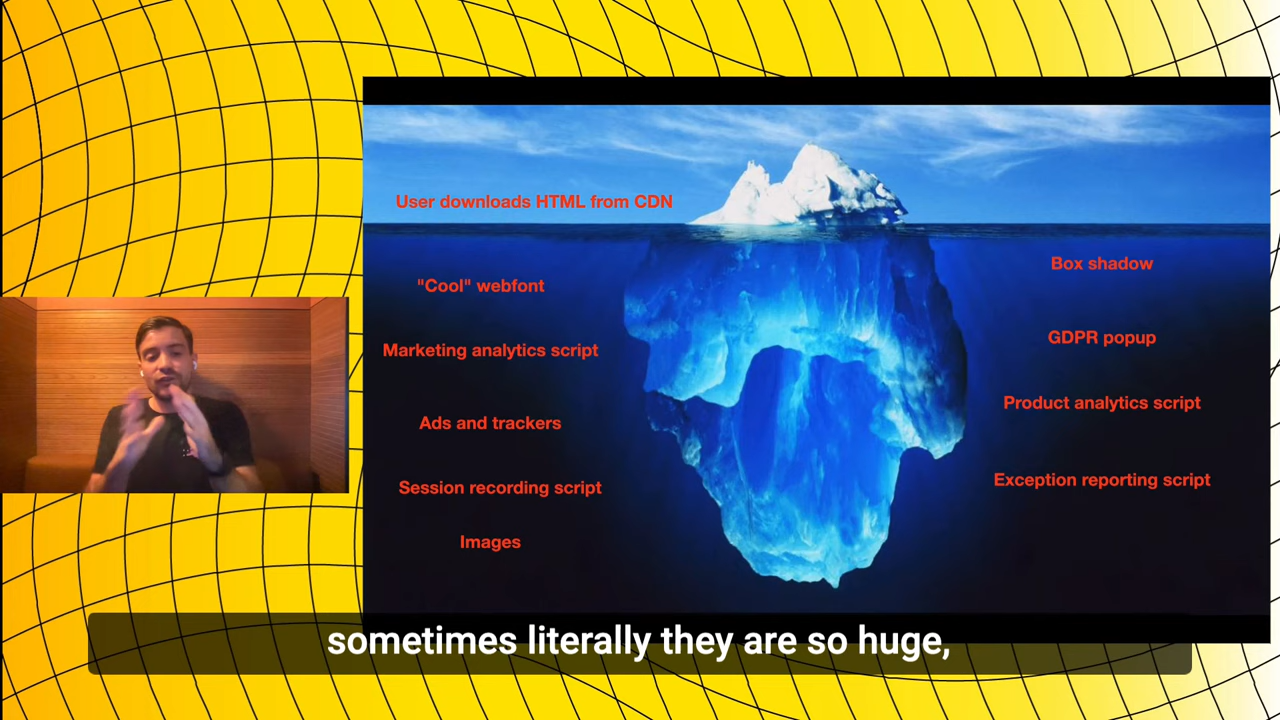 User downloads HTML from CDN
"Cool" webfont
Marketing analytics script
Ads and trackers
Session recording script
Images
Box shadow
GDPR popup
Product analytics script
Exception reporting script
sometimes literally they are so huge,